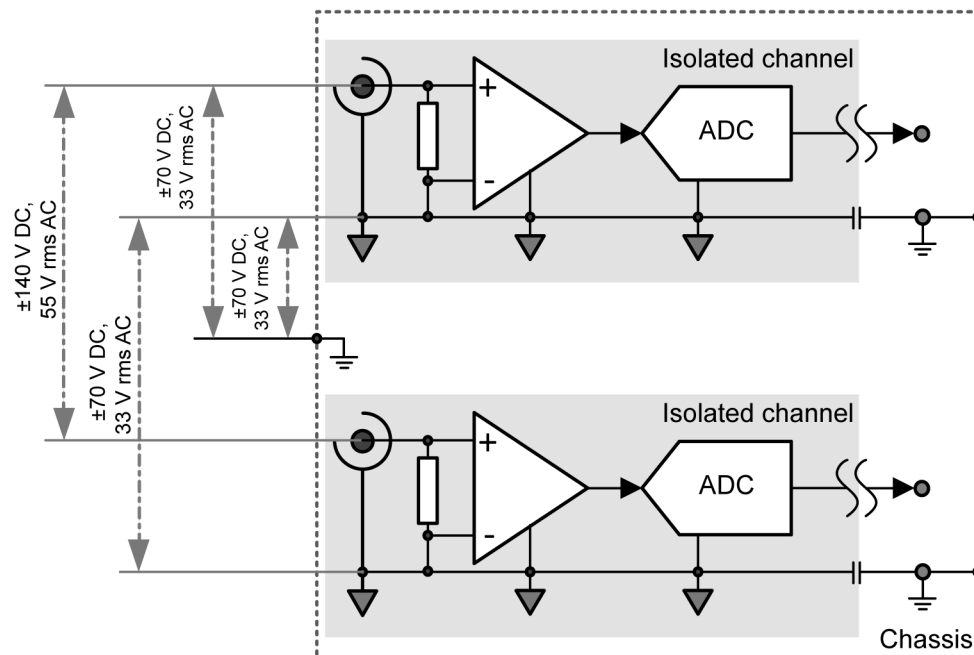 Isolated channel
+
-
ADC
±70 V DC,
33 V rms AC
±70 V DC,
33 V rms AC
±140 V DC,
55 V rms AC
±70 V DC,
33 V rms AC
Isolated channel
+
-
ADC
Chassis